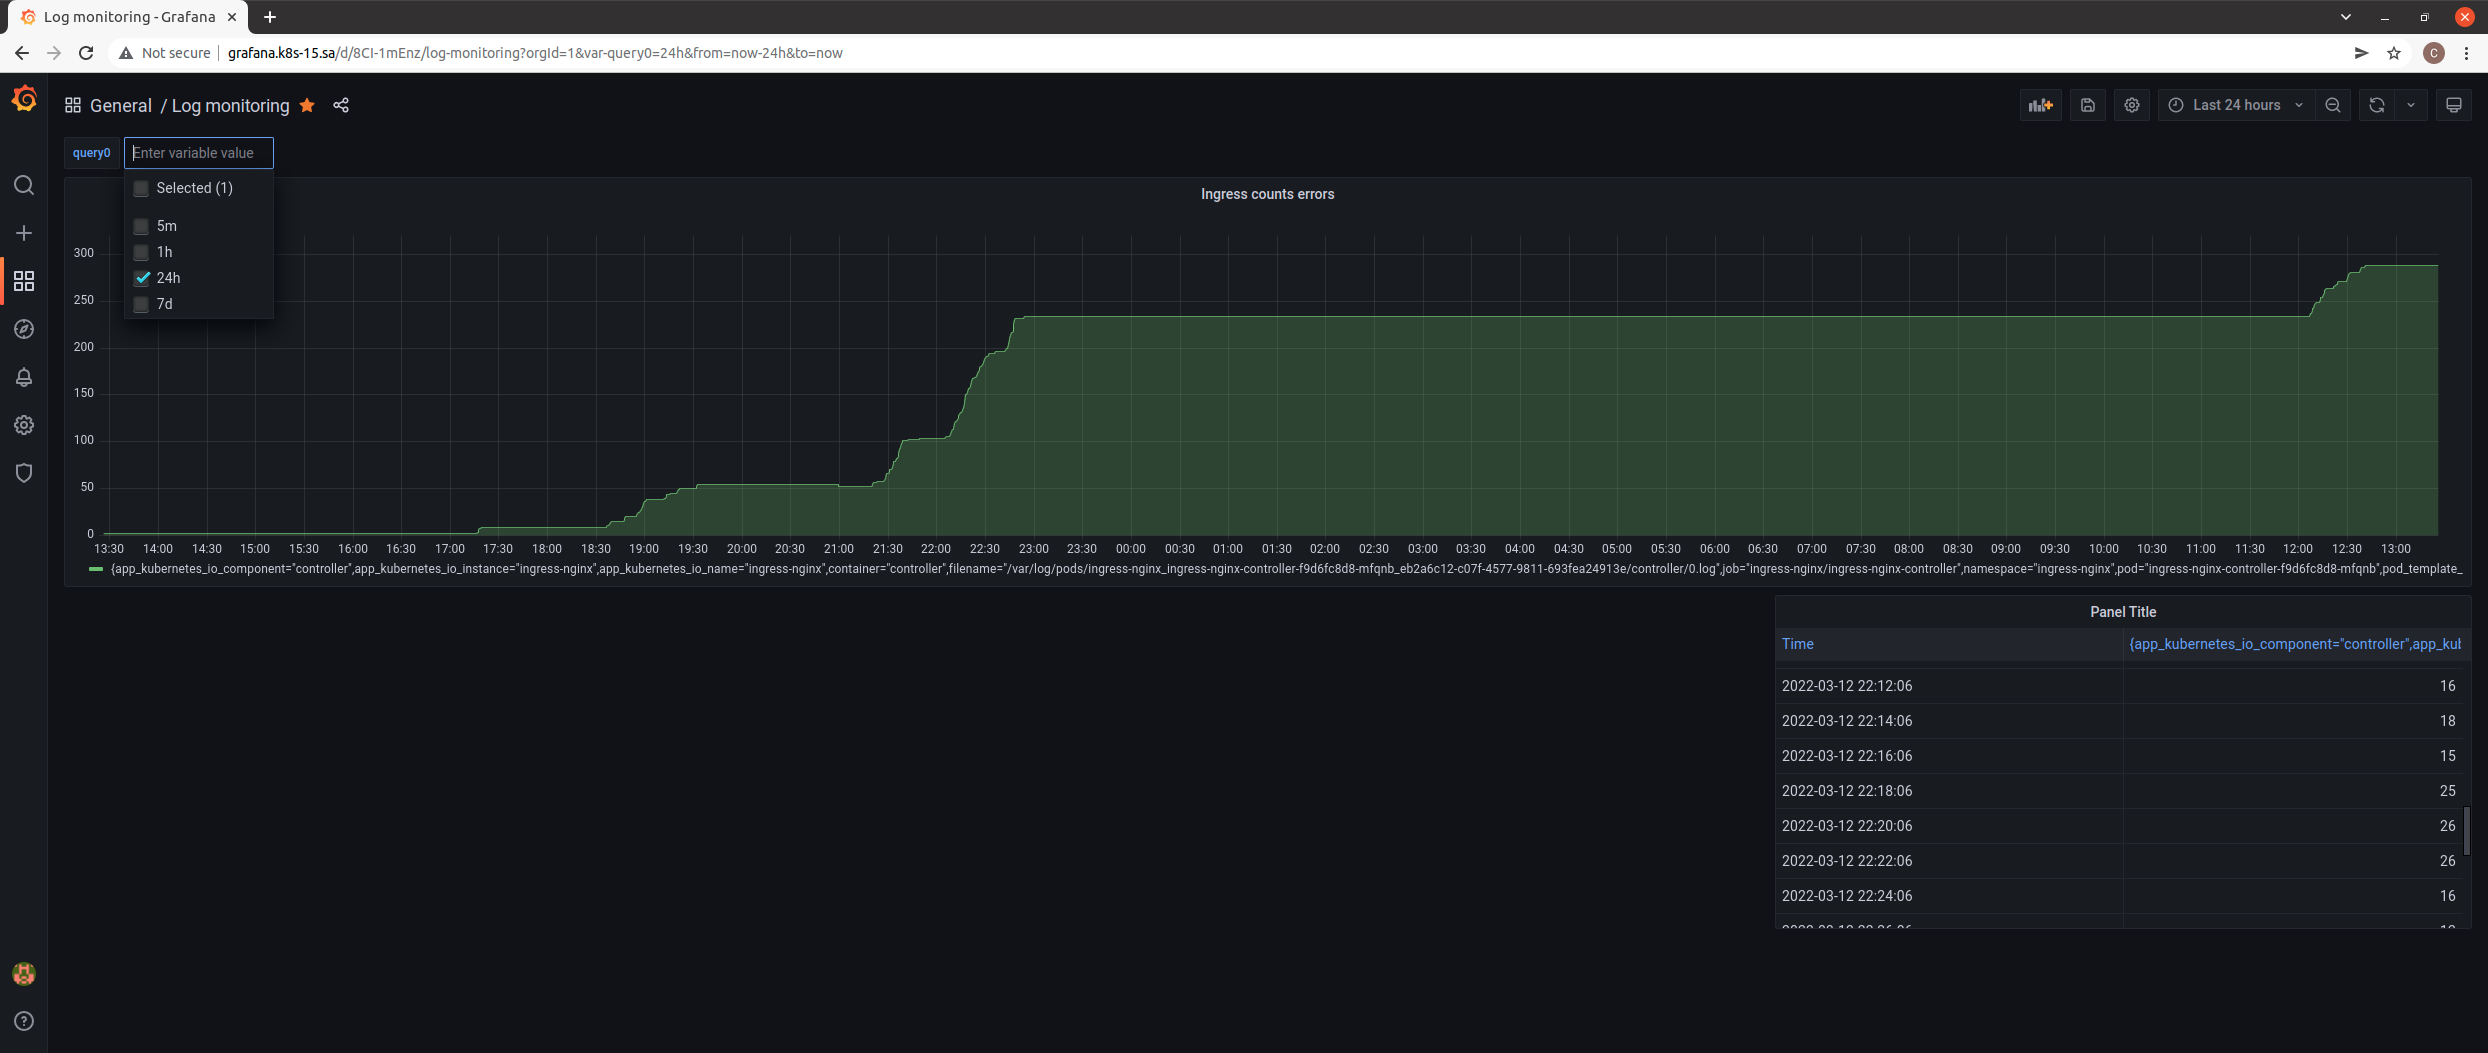 Log monitoring - Grafana
Not secure grafana.k8s-15.sa/d/8CI-1mEnz/log-monitoring?orgId=1&var-query0=24h&from=now-24h&to=now
C
General / Log monitoring
Last 24 hours
query0 Enter variable value
Selected (1)
5m
1h
24h
7d
Ingress counts errors
300
250
200
150
100
50
0
13:30 14:00 14:30 15:00 15:30 16:00 16:30 17:00 17:30 18:00 18:30 19:00 19:30 20:00 20:30 21:00 21:30 22:00 22:30 23:00 23:30 00:00 00:30 01:00 01:30 02:00 02:30 03:00 03:30 04:00 04:30 05:00 05:30 06:00 06:30 07:00 07:30 08:00 08:30 09:00 09:30 10:00 10:30 11:00 11:30 12:00 12:30 13:00
{app_kubernetes_io_component="controller",app_kubernetes_io_instance="ingress-nginx",app_kubernetes_io_name="ingress-nginx",container="controller",filename="/var/log/pods/ingress-nginx_ingress-nginx-controller-f9d6fc8d8-mfqnb_eb2a6c12-c07f-4577-9811-693fea24913e/controller/0.log",job="ingress-nginx/ingress-nginx-controller",namespace="ingress-nginx",pod="ingress-nginx-controller-f9d6fc8d8-mfqnb",pod_template_
Panel Title
Time {app_kubernetes_io_component="controller",app_kub
2022-03-12 22:12:06 16
2022-03-12 22:14:06 18
2022-03-12 22:16:06 15
2022-03-12 22:18:06 25
2022-03-12 22:20:06 26
2022-03-12 22:22:06 26
2022-03-12 22:24:06 16